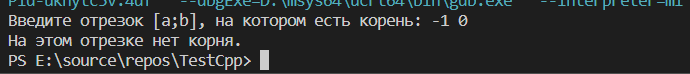 Введите отрезок [a;b], на котором есть корень: -1 0
На этом отрезке нет корня.
PS E:\source\repos\TestCpp>